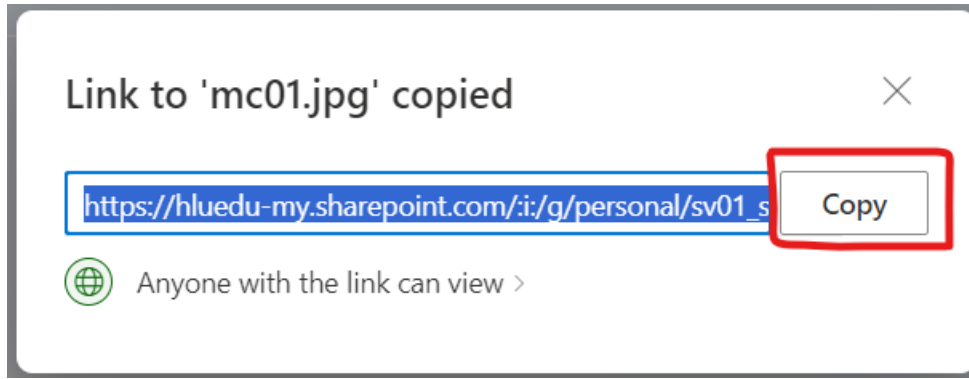 Link to 'mc01.jpg' copied
https://hluedu-my.sharepoint.com/:i:/g/personal/sv01_s
Copy
Anyone with the link can view >